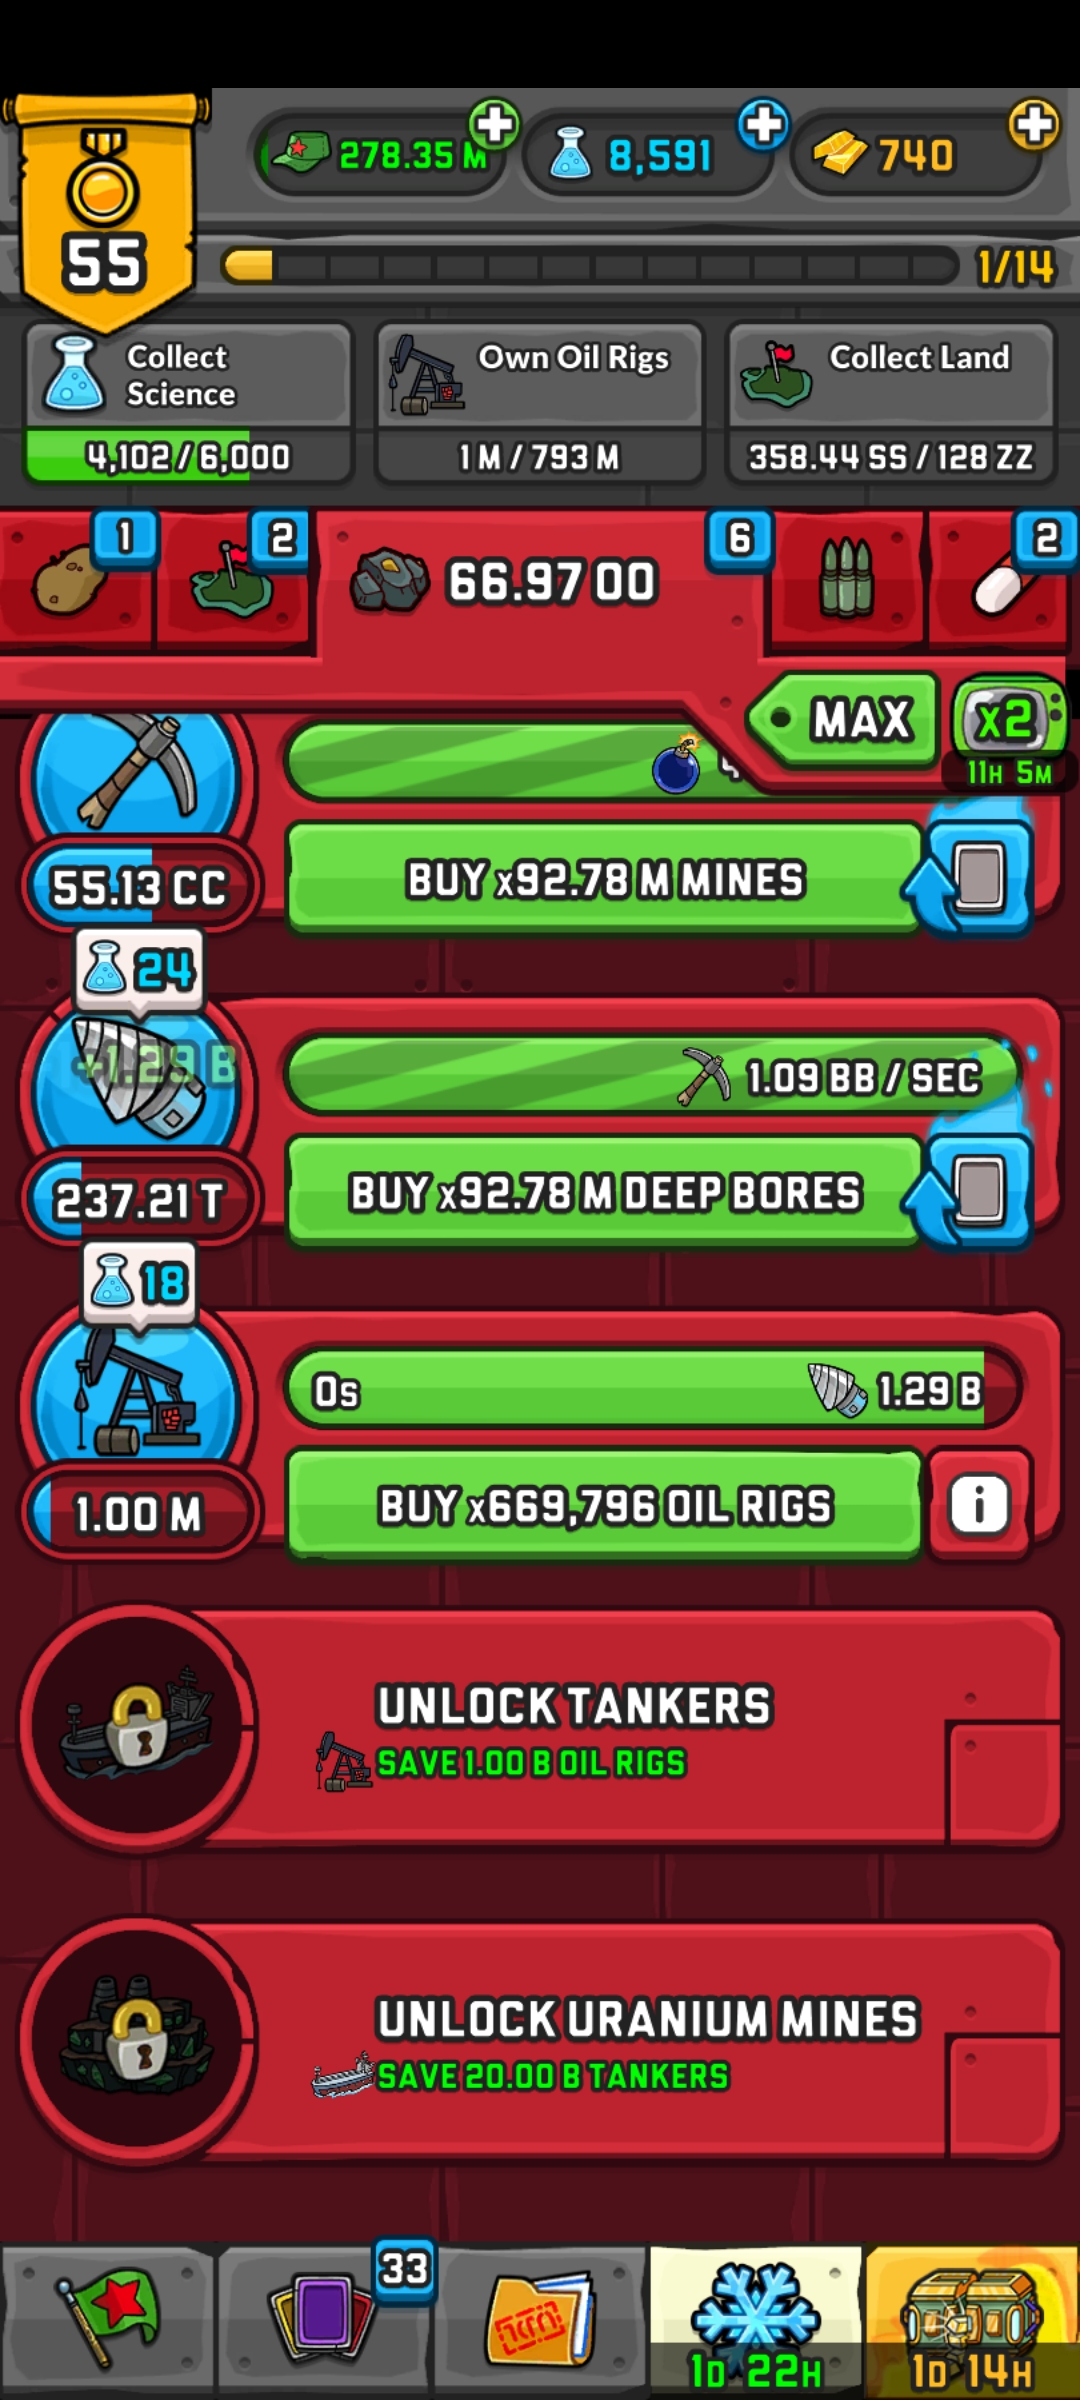 55
278.35 M
8,591
740
1/14
Collect
Science
4,102 / 6,000
Own Oil Rigs
1 M / 793 M
Collect Land
358.44 SS / 128 ZZ
1
2
66.97 OO
6
2
MAX
x2
11H 5M
55.13 CC
BUY x92.78 M MINES
24
+1.29 B
1.09 BB / SEC
237.21 T
BUY x92.78 M DEEP BORES
18
0s
1.29 B
1.00 M
BUY x669,796 OIL RIGS
i
UNLOCK TANKERS
SAVE 1.00 B OIL RIGS
UNLOCK URANIUM MINES
SAVE 20.00 B TANKERS
33
1D 22H
1D 14H